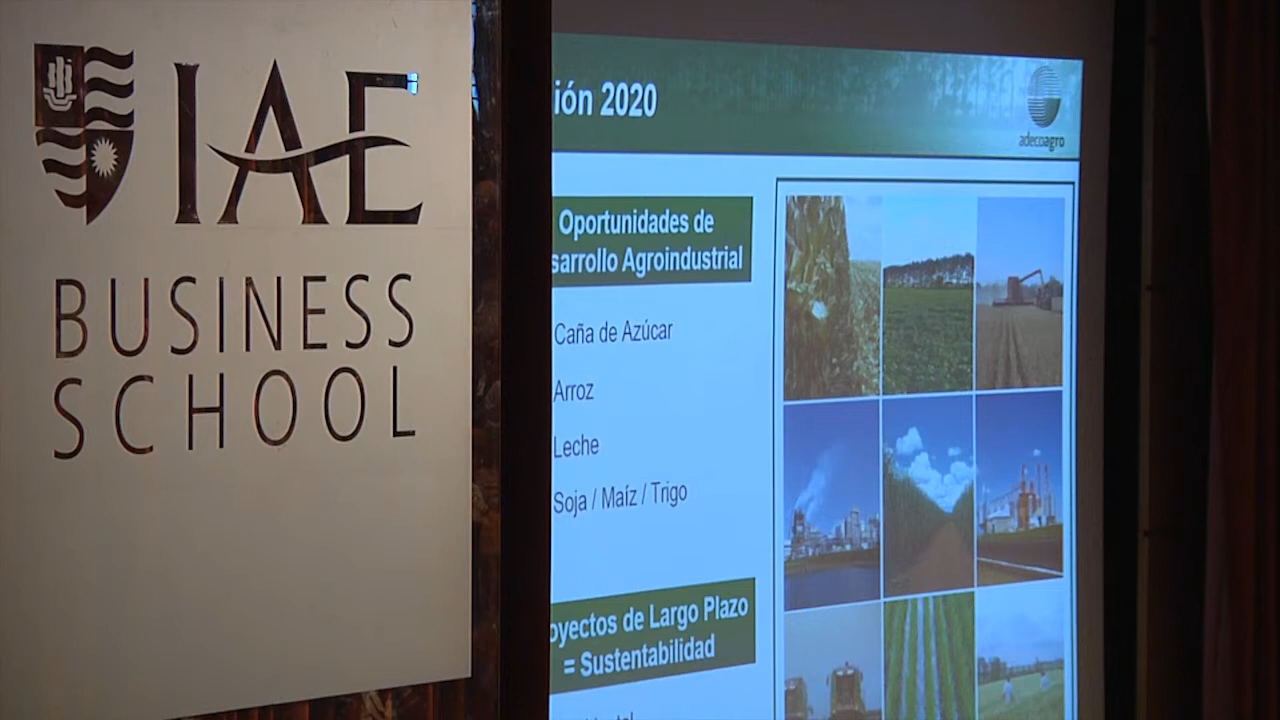 IAE
BUSINESS
SCHOOL
ión 2020
adecoagro
Oportunidades de
sarrollo Agroindustrial
Caña de Azúcar
Arroz
Leche
Soja / Maíz / Trigo
oyectos de Largo Plazo
= Sustentabilidad